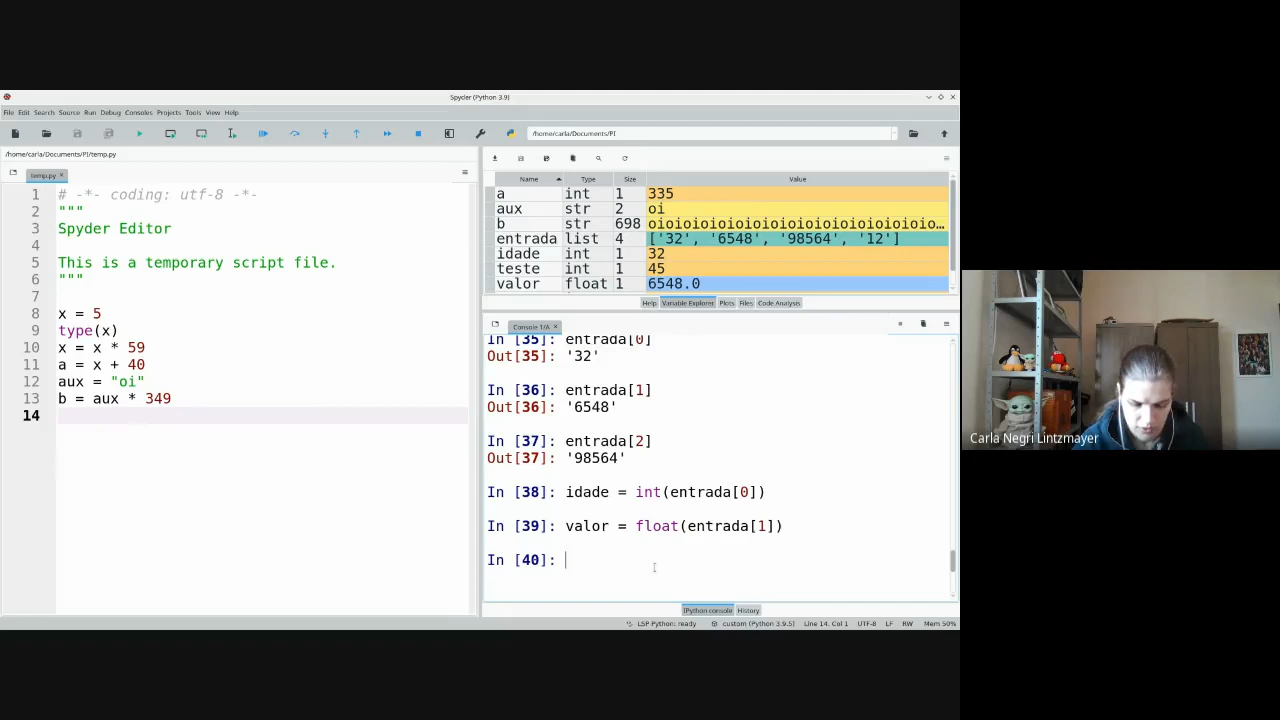 Spyder (Python 3.9)
File Edit Search Source Run Debug Consoles Projects Tools View Help
/home/carla/Documents/PI
/home/carla/Documents/PI/temp.py
temp.py
1 # -*- coding: utf-8 -*-
2 """
3 Spyder Editor
4
5 This is a temporary script file.
6 """
7
8 x = 5
9 type(x)
10 x = x * 59
11 a = x + 40
12 aux = "oi"
13 b = aux * 349
14
Name Type Size Value
a int 1 335
aux str 2 oi
b str 698 oioioioioioioioioioioioioioioioioio…
entrada list 4 ['32', '6548', '98564', '12']
idade int 1 32
teste int 1 45
valor float 1 6548.0
Help Variable Explorer Plots Files Code Analysis
Console 1/A
In [35]: entrada[0]
Out[35]: '32'
In [36]: entrada[1]
Out[36]: '6548'
In [37]: entrada[2]
Out[37]: '98564'
In [38]: idade = int(entrada[0])
In [39]: valor = float(entrada[1])
In [40]:
IPython console History
LSP Python: ready custom (Python 3.9.5) Line 14, Col 1 UTF-8 LF RW Mem 50%
Carla Negri Lintzmayer